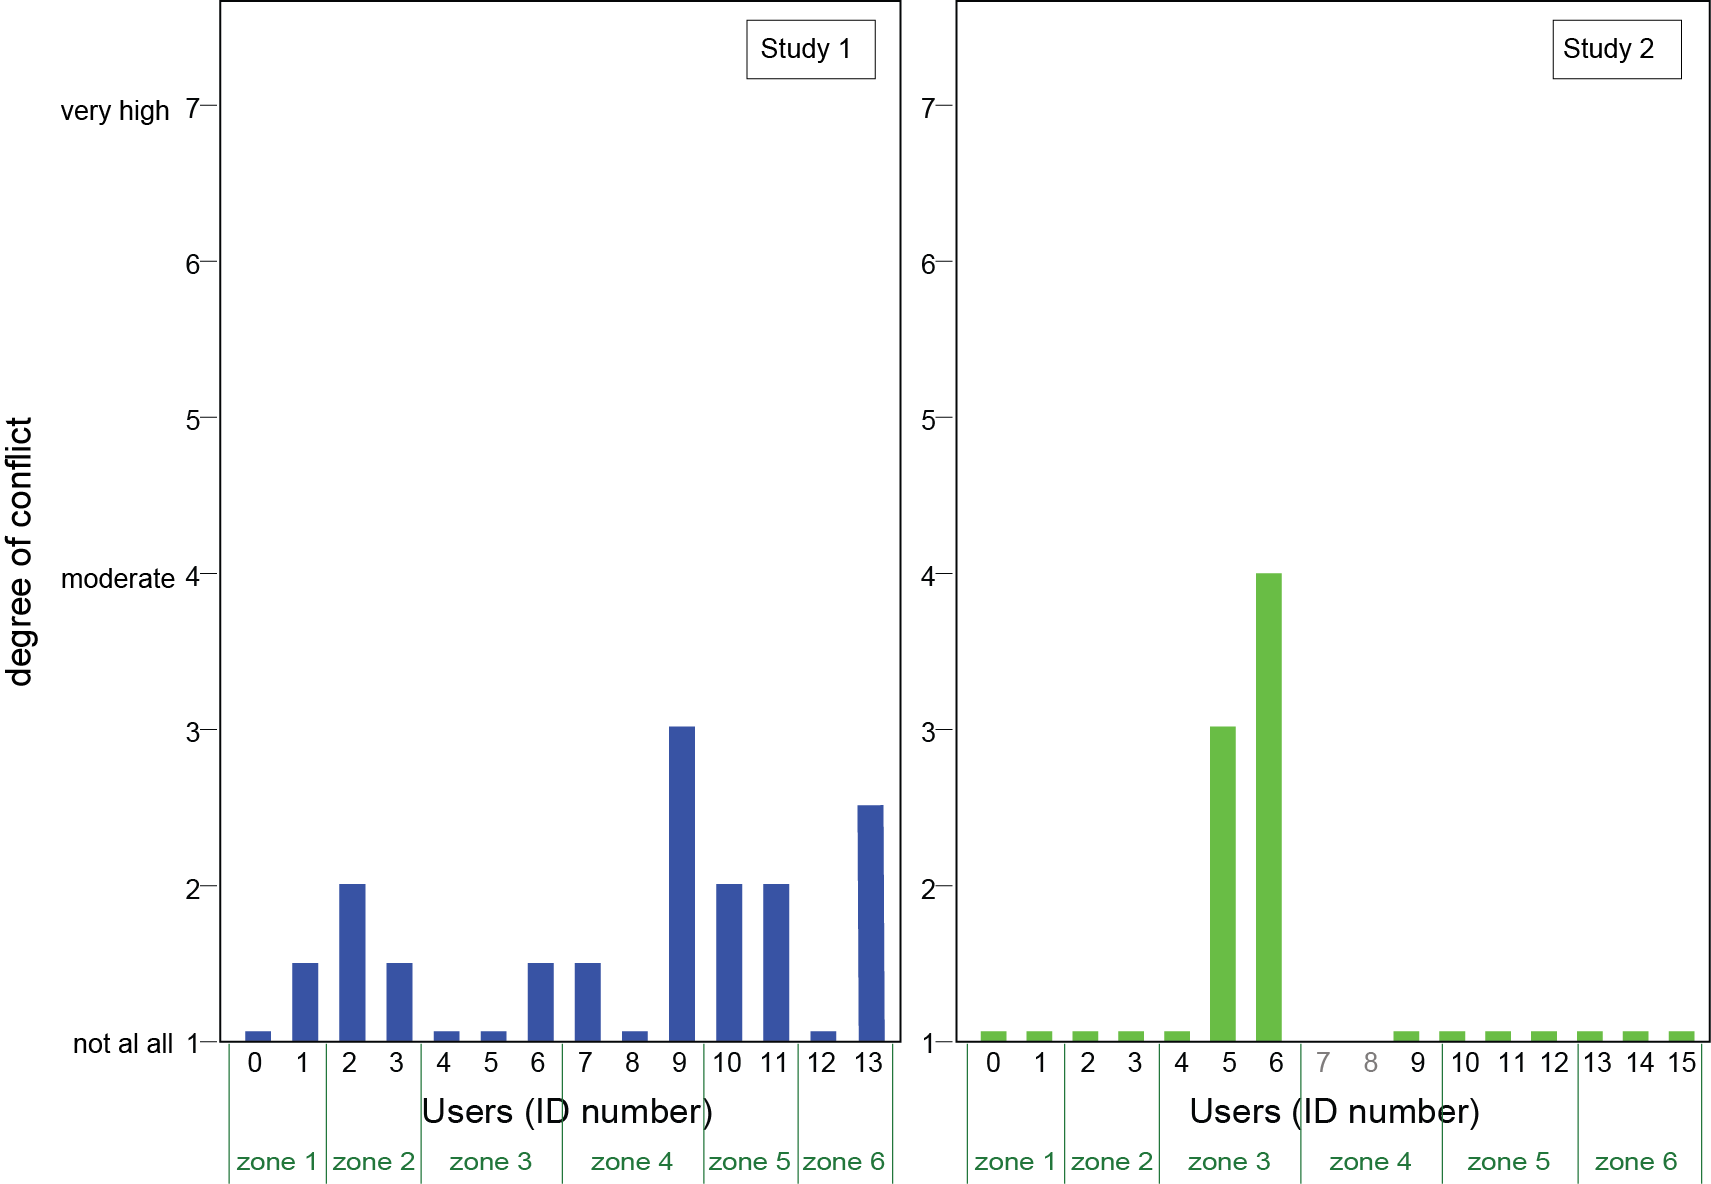 Study 1
very high 7
6
5
moderate 4
3
2
not al all 1
degree of conflict
0 1 2 3 4 5 6 7 8 9 10 11 12 13
Users (ID number)
zone 1 zone 2 zone 3 zone 4 zone 5 zone 6
Study 2
7
6
5
4
3
2
1
0 1 2 3 4 5 6 7 8 9 10 11 12 13 14 15
Users (ID number)
zone 1 zone 2 zone 3 zone 4 zone 5 zone 6